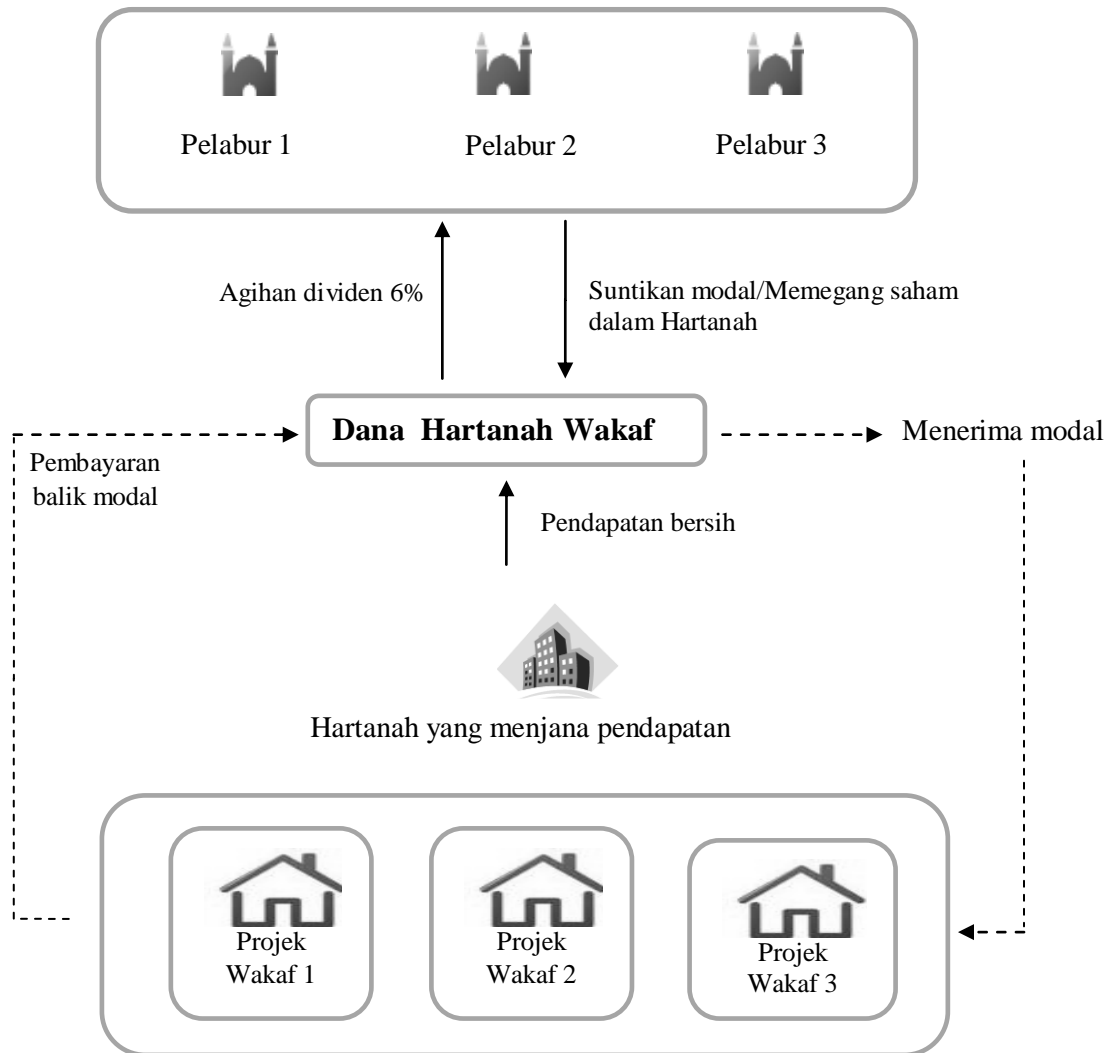 Pelabur 1
Pelabur 2
Pelabur 3
Agihan dividen 6%
Suntikan modal/Memegang saham
dalam Hartanah
Dana Hartanah Wakaf
Menerima modal
Pembayaran
balik modal
Pendapatan bersih
Hartanah yang menjana pendapatan
Projek
Wakaf 1
Projek
Wakaf 2
Projek
Wakaf 3